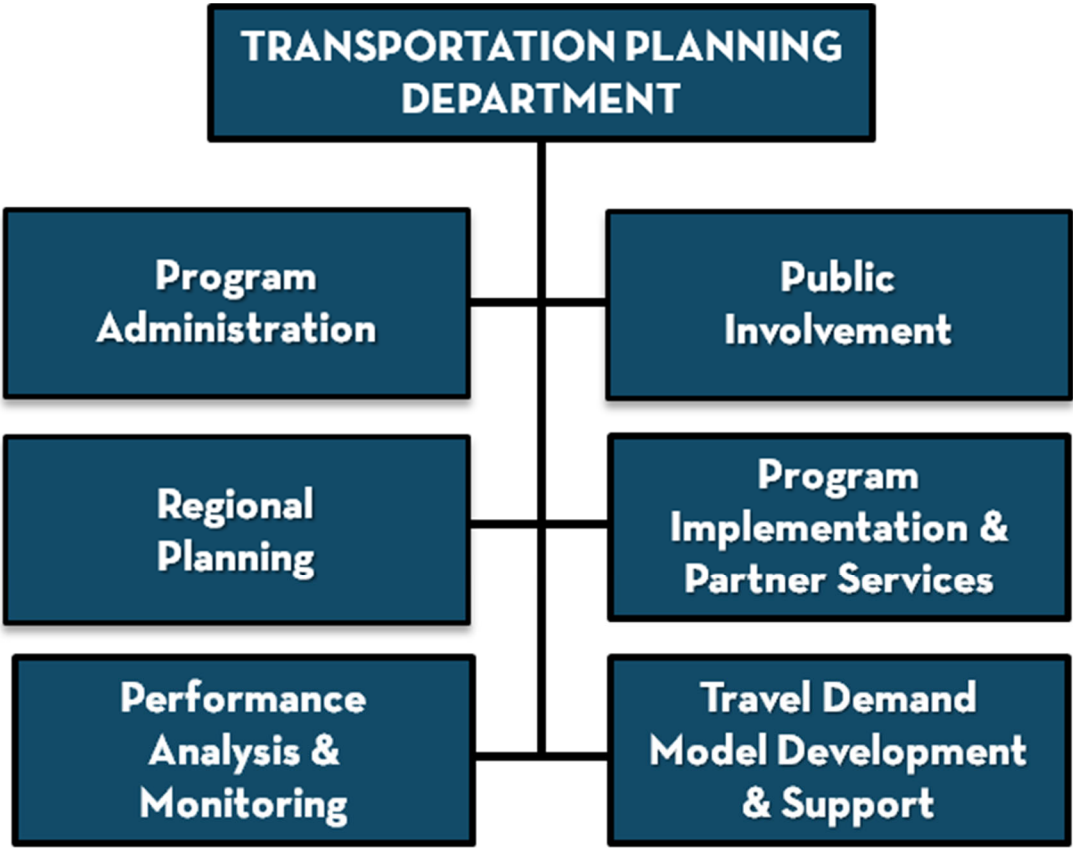 TRANSPORTATION PLANNING
DEPARTMENT
Program
Administration
Public
Involvement
Regional
Planning
Program
Implementation &
Partner Services
Performance
Analysis &
Monitoring
Travel Demand
Model Development
& Support